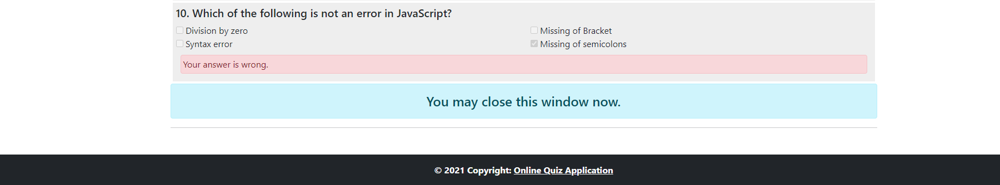 10. Which of the following is not an error in JavaScript?
Division by zero
Missing of Bracket
Syntax error
Missing of semicolons
Your answer is wrong.
You may close this window now.
© 2021 Copyright: Online Quiz Application